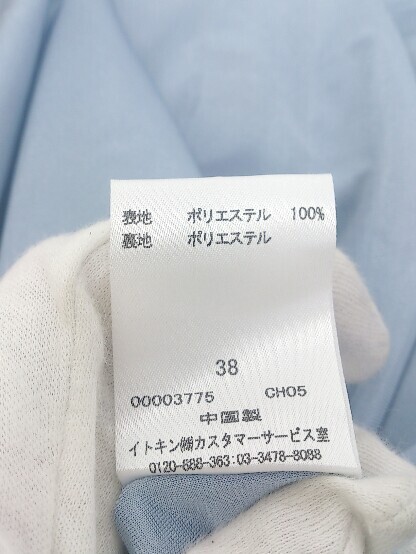 表地 ポリエステル 100%
裏地 ポリエステル
38
00003775 CH05
中国製
イトキン㈱カスタマーサービス室
0120-888-363:03-3478-8088